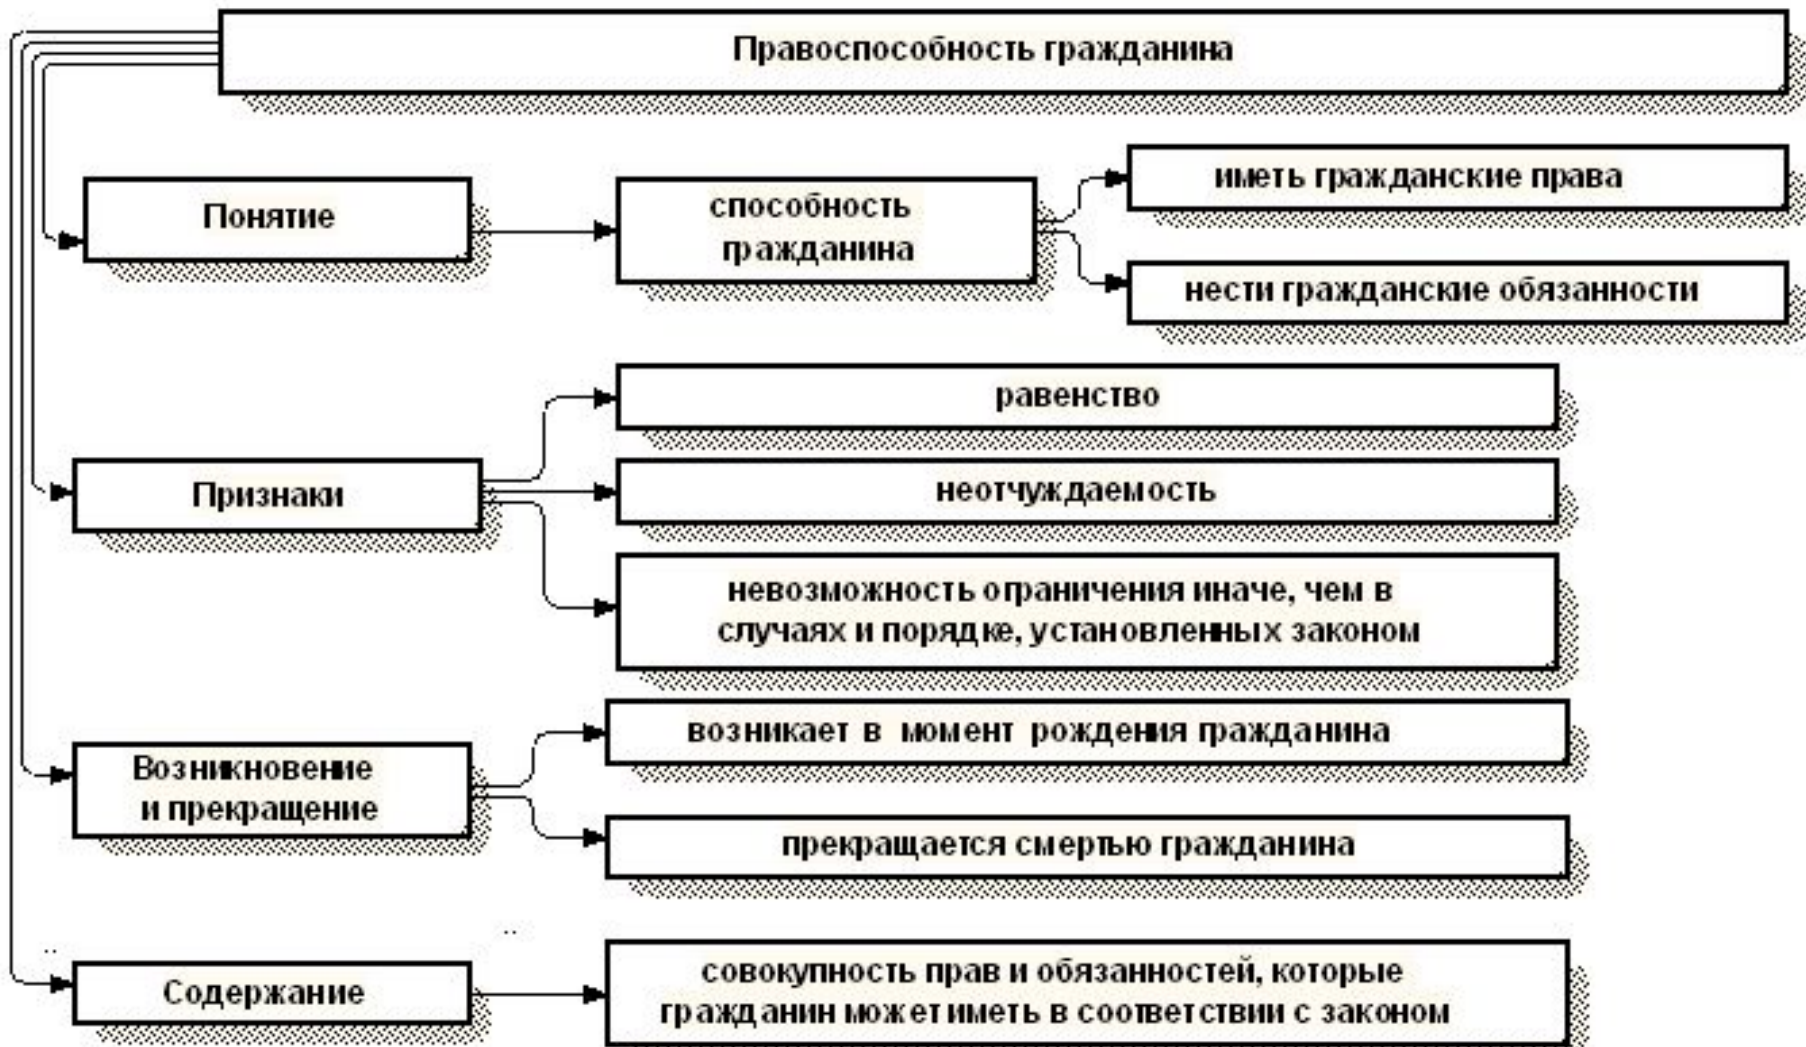 Правоспособность гражданина
Понятие
способность
гражданина
иметь гражданские права
нести гражданские обязанности
Признаки
равенство
неотчуждаемость
невозможность ограничения иначе, чем в
случаях и порядке, установленных законом
Возникновение
и прекращение
возникает в момент рождения гражданина
прекращается смертью гражданина
Содержание
совокупность прав и обязанностей, которые
гражданин может иметь в соответствии с законом